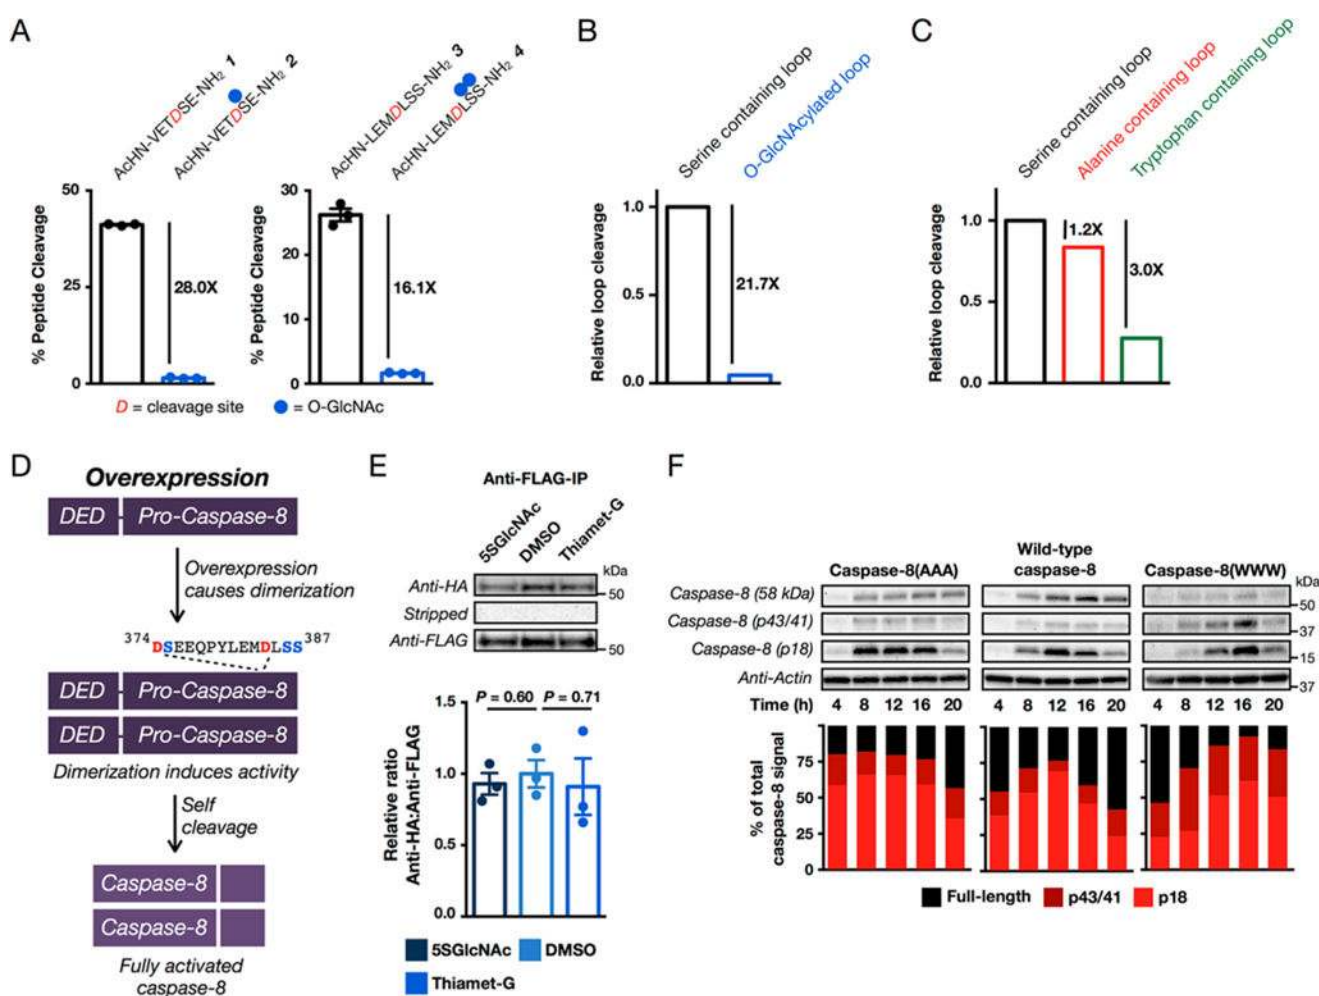 A
AcHN-VETDSE-NH2 1
AcHN-VETDSE-NH2 2
AcHN-LEMDLSS-NH2 3
AcHN-LEMDLSS-NH2 4
% Peptide Cleavage
50
25
0
28.0X
% Peptide Cleavage
30
20
10
0
16.1X
D = cleavage site
= O-GlcNAc
B
Serine containing loop
O-GlcNAcylated loop
Relative loop cleavage
1.0
0.5
0.0
21.7X
C
Serine containing loop
Alanine containing loop
Tryptophan containing loop
Relative loop cleavage
1.0
0.5
0.0
1.2X
3.0X
D
Overexpression
DED Pro-Caspase-8
Overexpression
causes dimerization
374 DSEEQPYLEMDLSS 387
DED Pro-Caspase-8
DED Pro-Caspase-8
Dimerization induces activity
Self
cleavage
Caspase-8
Caspase-8
Fully activated
caspase-8
E
Anti-FLAG-IP
5SGlcNAc
DMSO
Thiamet-G
kDa
Anti-HA
50
Stripped
Anti-FLAG
50
Relative ratio
Anti-HA:Anti-FLAG
1.5
1.0
0.5
0.0
P = 0.60
P = 0.71
5SGlcNAc
DMSO
Thiamet-G
F
Caspase-8(AAA)
Wild-type
caspase-8
Caspase-8(WWW)
kDa
Caspase-8 (58 kDa)
50
Caspase-8 (p43/41)
37
Caspase-8 (p18)
15
Anti-Actin
37
Time (h) 4 8 12 16 20 4 8 12 16 20 4 8 12 16 20
% of total
caspase-8 signal
75
50
25
0
Full-length
p43/41
p18